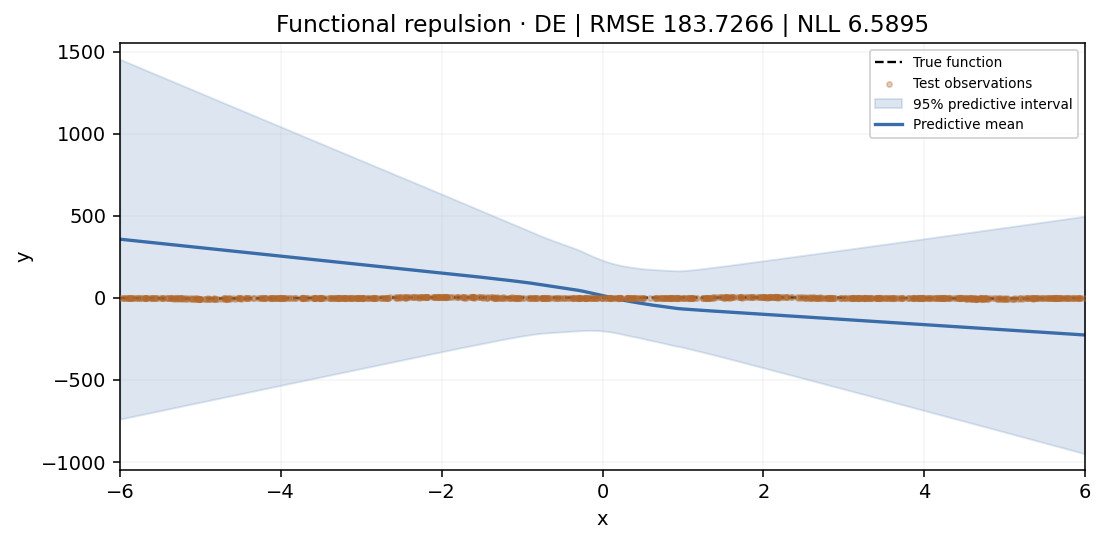 Functional repulsion · DE | RMSE 183.7266 | NLL 6.5895
True function
Test observations
95% predictive interval
Predictive mean
1500
1000
500
0
−500
−1000
y
−6
−4
−2
0
2
4
6
x